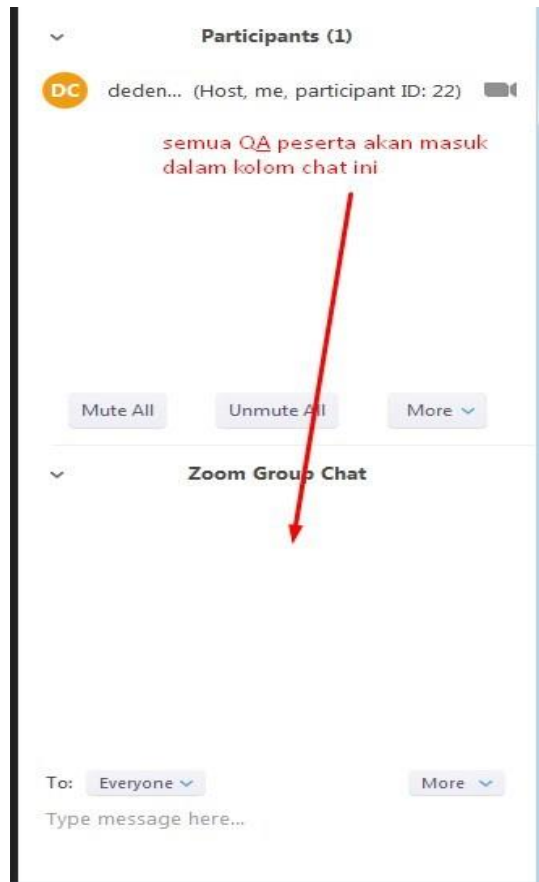 Participants (1)
DC deden... (Host, me, participant ID: 22)
semua QA peserta akan masuk
dalam kolom chat ini
Mute All Unmute All More
Zoom Group Chat
To: Everyone More
Type message here...